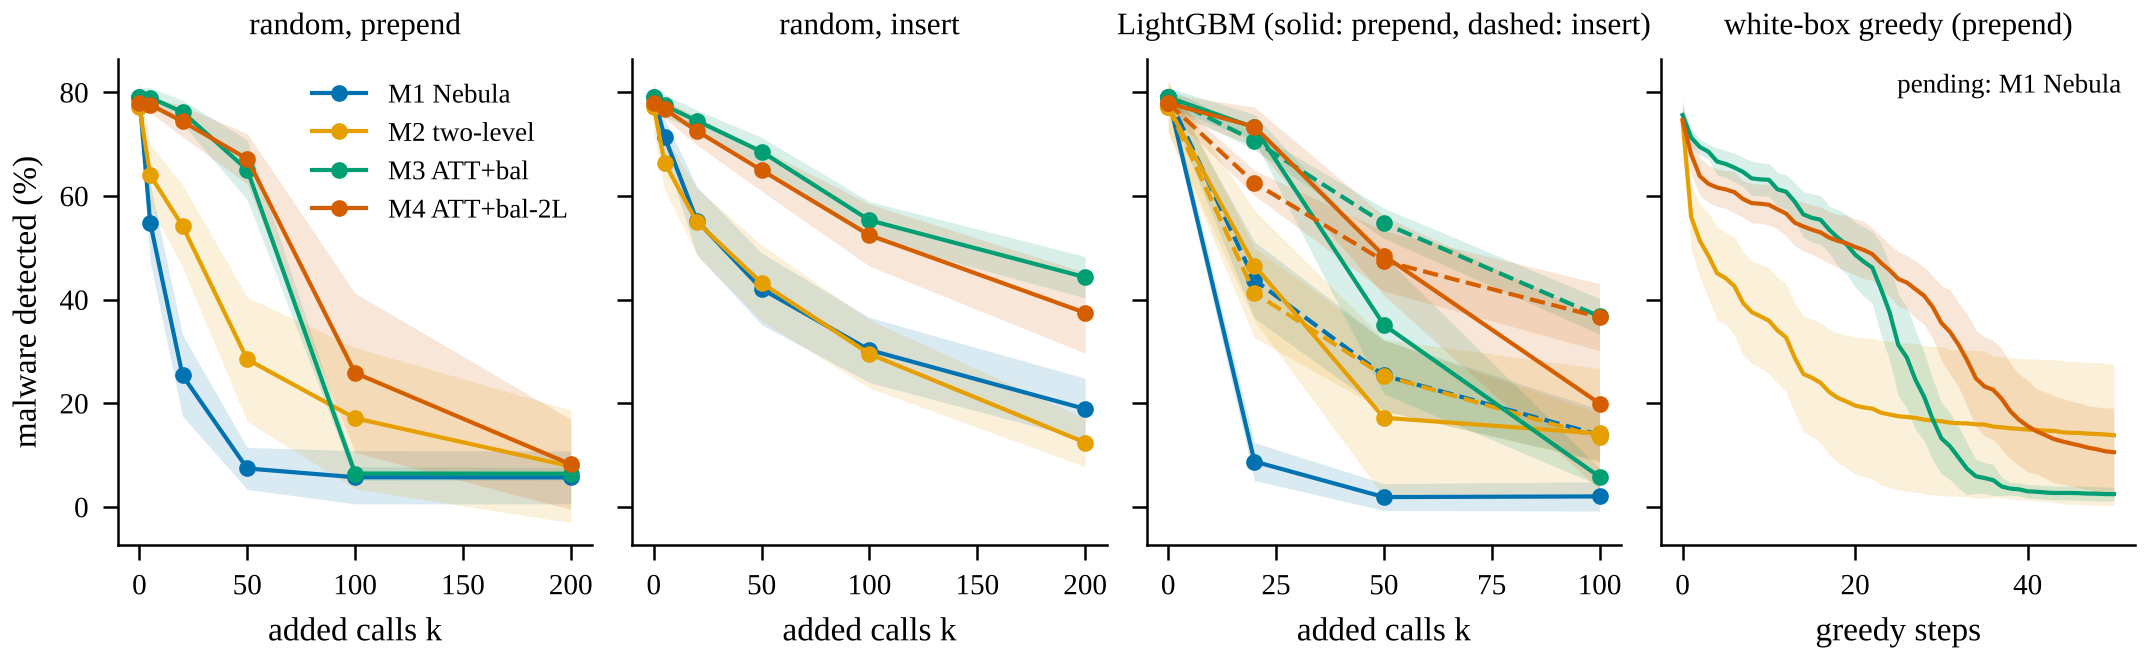 random, prepend
random, insert
LightGBM (solid: prepend, dashed: insert)
white-box greedy (prepend)
malware detected (%)
80
60
40
20
0
M1 Nebula
M2 two-level
M3 ATT+bal
M4 ATT+bal-2L
pending: M1 Nebula
0 50 100 150 200
0 50 100 150 200
0 25 50 75 100
0 20 40
added calls k
added calls k
added calls k
greedy steps